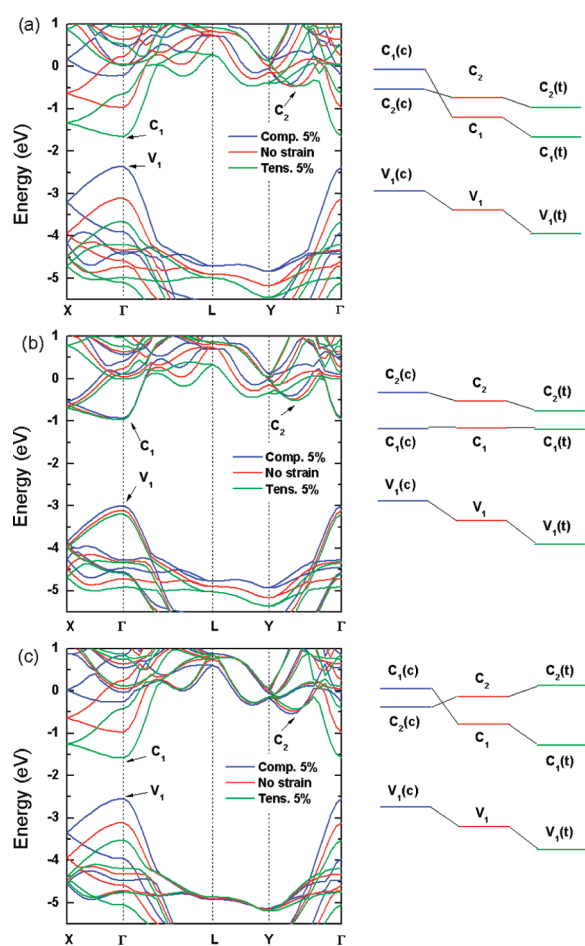 (a)
1
0
-1
-2
-3
-4
-5
Energy (eV)
C₁
V₁
C₂
Comp. 5%
No strain
Tens. 5%
X Γ L Y Γ
C₁(c)
C₂(c)
C₂
C₁
C₂(t)
C₁(t)
V₁(c)
V₁
V₁(t)
(b)
1
0
-1
-2
-3
-4
-5
Energy (eV)
C₁
V₁
C₂
Comp. 5%
No strain
Tens. 5%
X Γ L Y Γ
C₂(c)
C₂
C₂(t)
C₁(c)
C₁
C₁(t)
V₁(c)
V₁
V₁(t)
(c)
1
0
-1
-2
-3
-4
-5
Energy (eV)
C₁
V₁
C₂
Comp. 5%
No strain
Tens. 5%
X Γ L Y Γ
C₁(c)
C₂(c)
C₂
C₁
C₂(t)
C₁(t)
V₁(c)
V₁
V₁(t)